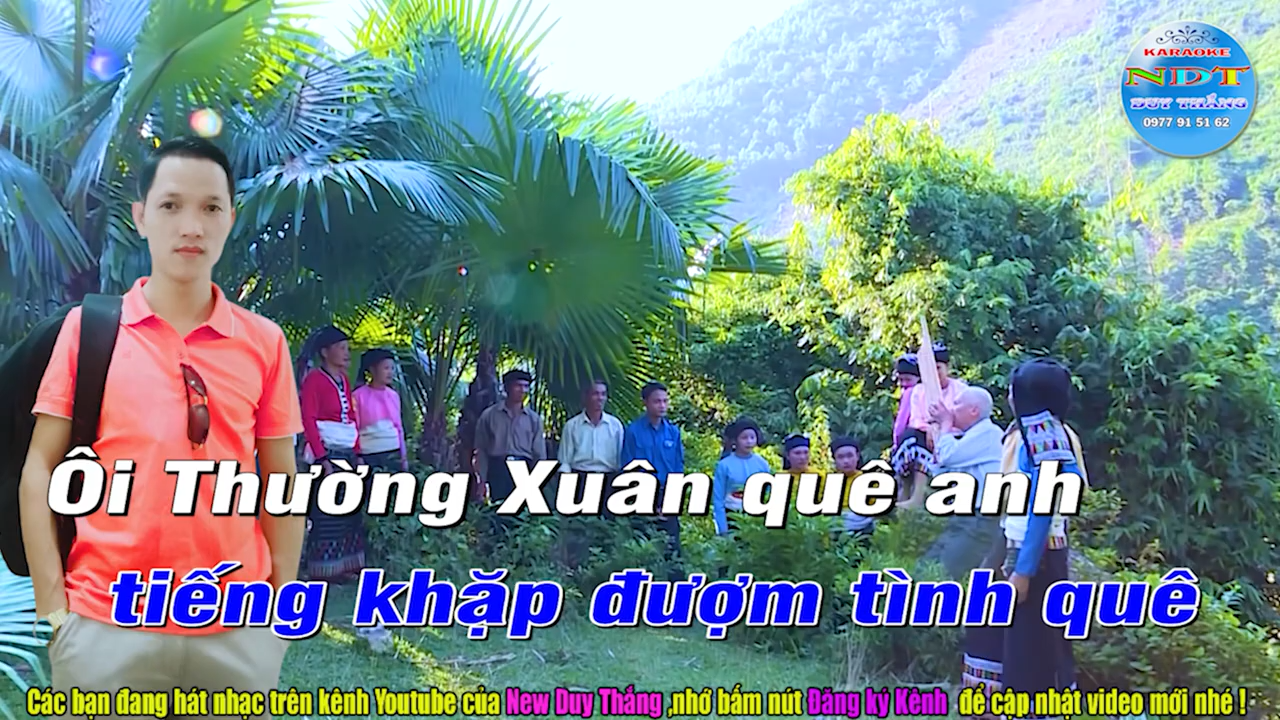 KARAOKE
NDT
DUY THẮNG
0977 91 51 62
Ôi Thường Xuân quê anh
tiếng khặp đượm tình quê
Các bạn đang hát nhạc trên kênh Youtube của New Duy Thắng ,nhớ bấm nút Đăng ký Kênh để cập nhật video mới nhé !